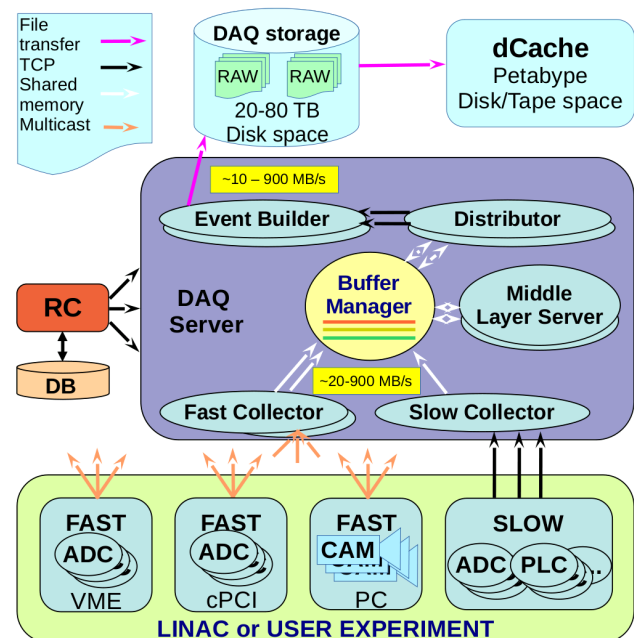 File
transfer
TCP
Shared
memory
Multicast
DAQ storage
RAW
RAW
20-80 TB
Disk space
dCache
Petabype
Disk/Tape space
~10 – 900 MB/s
Event Builder
Distributor
Buffer
Manager
Middle
Layer Server
DAQ
Server
RC
DB
~20-900 MB/s
Fast Collector
Slow Collector
FAST
ADC
VME
FAST
ADC
cPCI
FAST
CAM
PC
SLOW
ADC
PLC
...
LINAC or USER EXPERIMENT